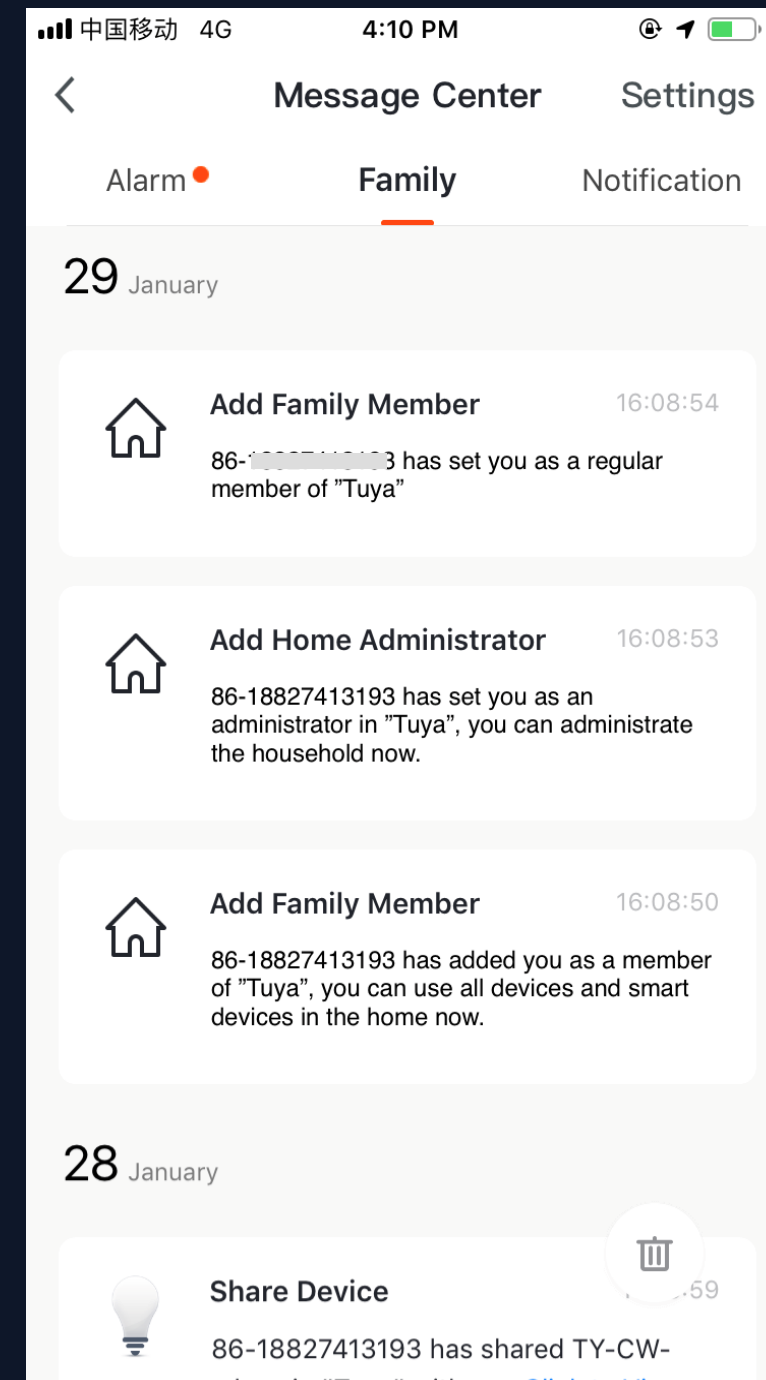 中国移动 4G 4:10 PM
Message Center Settings
Alarm Family Notification
29 January
Add Family Member 16:08:54
86- has set you as a regular
member of ”Tuya”
Add Home Administrator 16:08:53
86-18827413193 has set you as an
administrator in ”Tuya”, you can administrate
the household now.
Add Family Member 16:08:50
86-18827413193 has added you as a member
of ”Tuya”, you can use all devices and smart
devices in the home now.
28 January
Share Device :59
86-18827413193 has shared TY-CW-